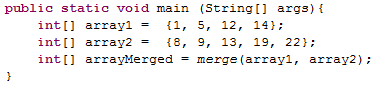 public static void main (String[] args){
    int[] array1 =  {1, 5, 12, 14};
    int[] array2 = {8, 9, 13, 19, 22};
    int[] arrayMerged = merge(array1, array2);
}